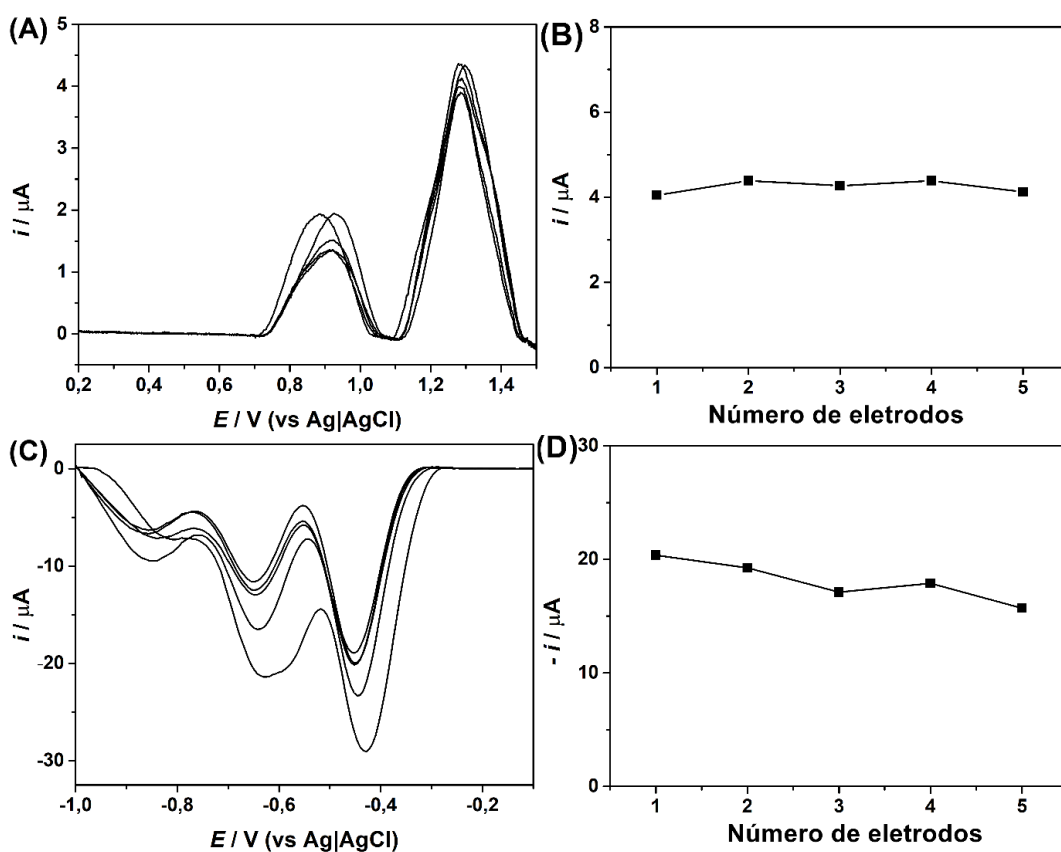 (A)
i / µA
5
4
3
2
1
0
0,2 0,4 0,6 0,8 1,0 1,2 1,4
E / V (vs Ag|AgCl)
(B)
i / µA
8
6
4
2
0
1 2 3 4 5
Número de eletrodos
(C)
i / µA
0
-10
-20
-30
-1,0 -0,8 -0,6 -0,4 -0,2
E / V (vs Ag|AgCl)
(D)
- i / µA
30
20
10
0
1 2 3 4 5
Número de eletrodos